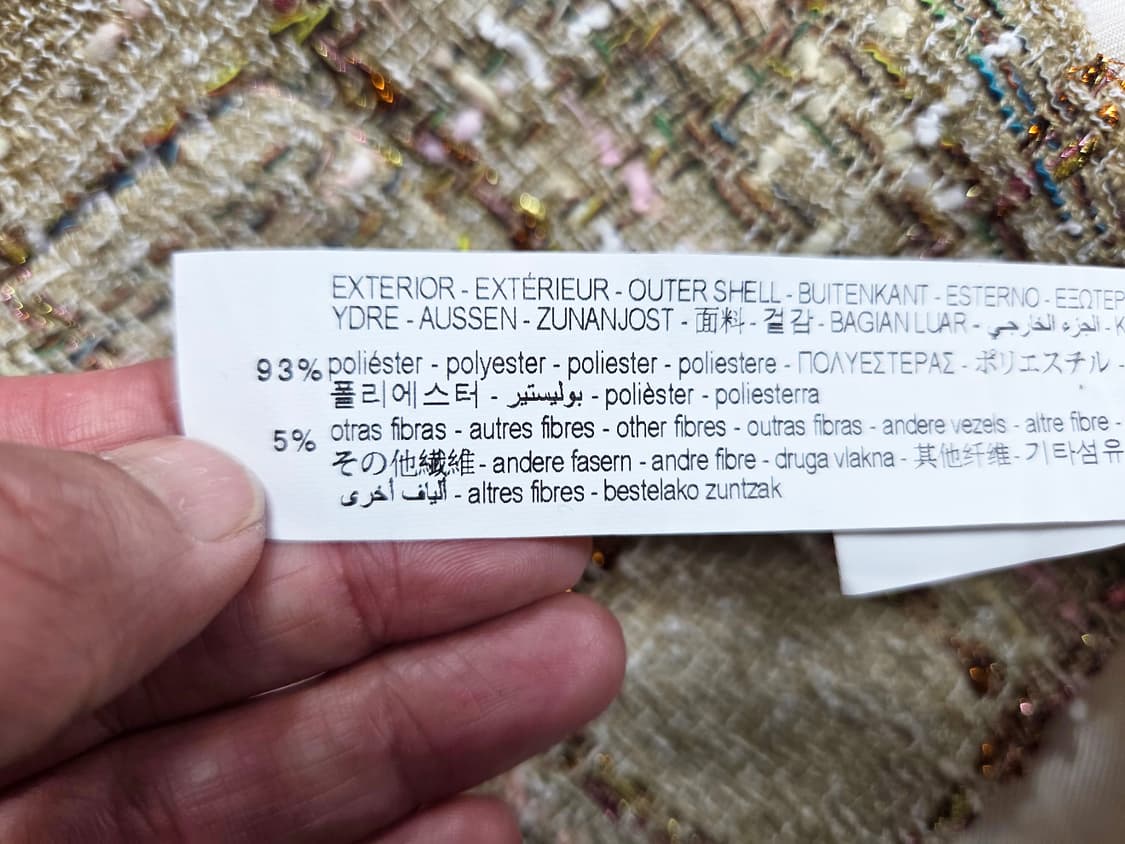 EXTERIOR - EXTÉRIEUR - OUTER SHELL - BUITENKANT - ESTERNO - ΕΞΩΤΕΡ
YDRE - AUSSEN - ZUNANJOST - 面料 - 겉감 - BAGIAN LUAR - الجزء الخارجي - K
93% poliéster - polyester - poliester - poliestere - ΠΟΛΥΕΣΤΕΡΑΣ - ポリエスチル -
폴리에스터 - بوليستير - polièster - poliesterra
5% otras fibras - autres fibres - other fibres - outras fibras - andere vezels - altre fibre -
その他繊維 - andere fasern - andre fibre - druga vlakna - 其他纤维 - 기타섬유
ألياف أخرى - altres fibres - bestelako zuntzak